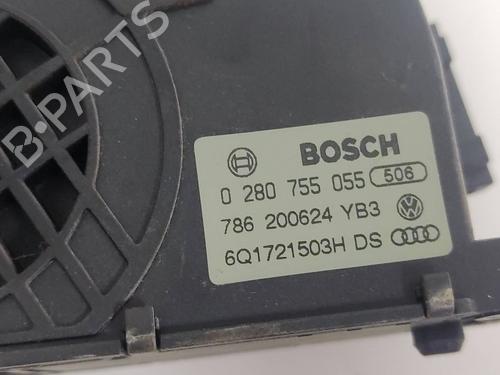 B-PARTS
BOSCH
0 280 755 055 506
786 200624 YB3
6Q1721503H DS